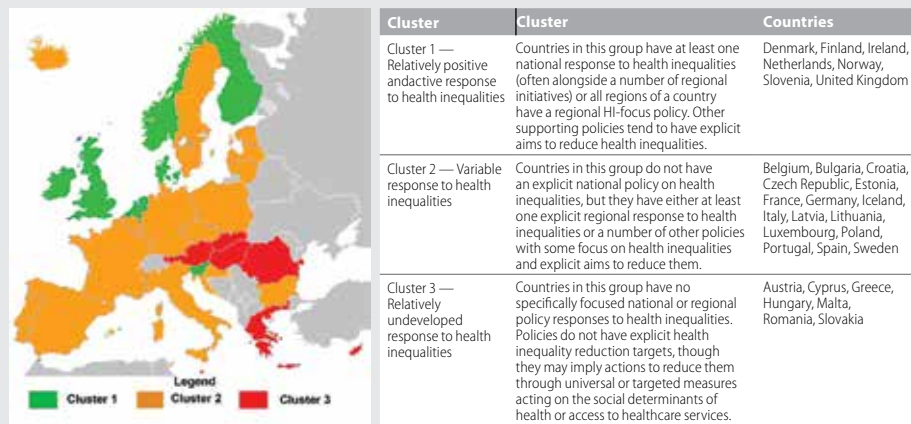 Legend
Cluster 1
Cluster 2
Cluster 3
Cluster
Cluster
Countries
Cluster 1 —
Relatively positive
andactive response
to health inequalities
Countries in this group have at least one
national response to health inequalities
(often alongside a number of regional
initiatives) or all regions of a country
have a regional HI-focus policy. Other
supporting policies tend to have explicit
aims to reduce health inequalities.
Denmark, Finland, Ireland,
Netherlands, Norway,
Slovenia, United Kingdom
Cluster 2 — Variable
response to health
inequalities
Countries in this group do not have
an explicit national policy on health
inequalities, but they have either at least
one explicit regional response to health
inequalities or a number of other policies
with some focus on health inequalities
and explicit aims to reduce them.
Belgium, Bulgaria, Croatia,
Czech Republic, Estonia,
France, Germany, Iceland,
Italy, Latvia, Lithuania,
Luxembourg, Poland,
Portugal, Spain, Sweden
Cluster 3 —
Relatively
undeveloped
response to health
inequalities
Countries in this group have no
specifically focused national or regional
policy responses to health inequalities.
Policies do not have explicit health
inequality reduction targets, though
they may imply actions to reduce them
through universal or targeted measures
acting on the social determinants of
health or access to healthcare services.
Austria, Cyprus, Greece,
Hungary, Malta,
Romania, Slovakia